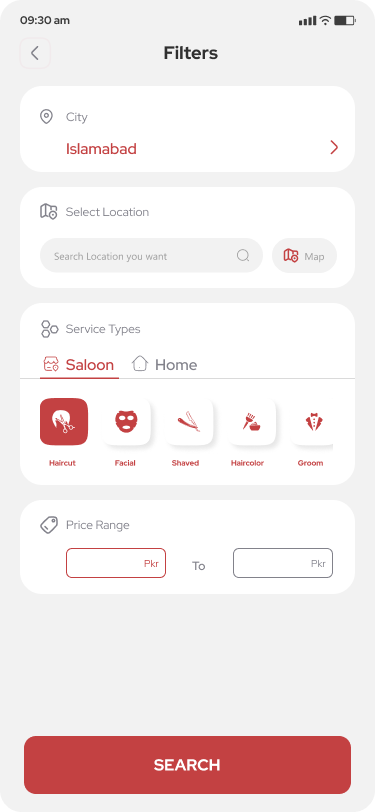 09:30 am
Filters
City
Islamabad
Select Location
Search Location you want
Map
Service Types
Saloon Home
Haircut Facial Shaved Haircolor Groom
Price Range
Pkr To Pkr
SEARCH